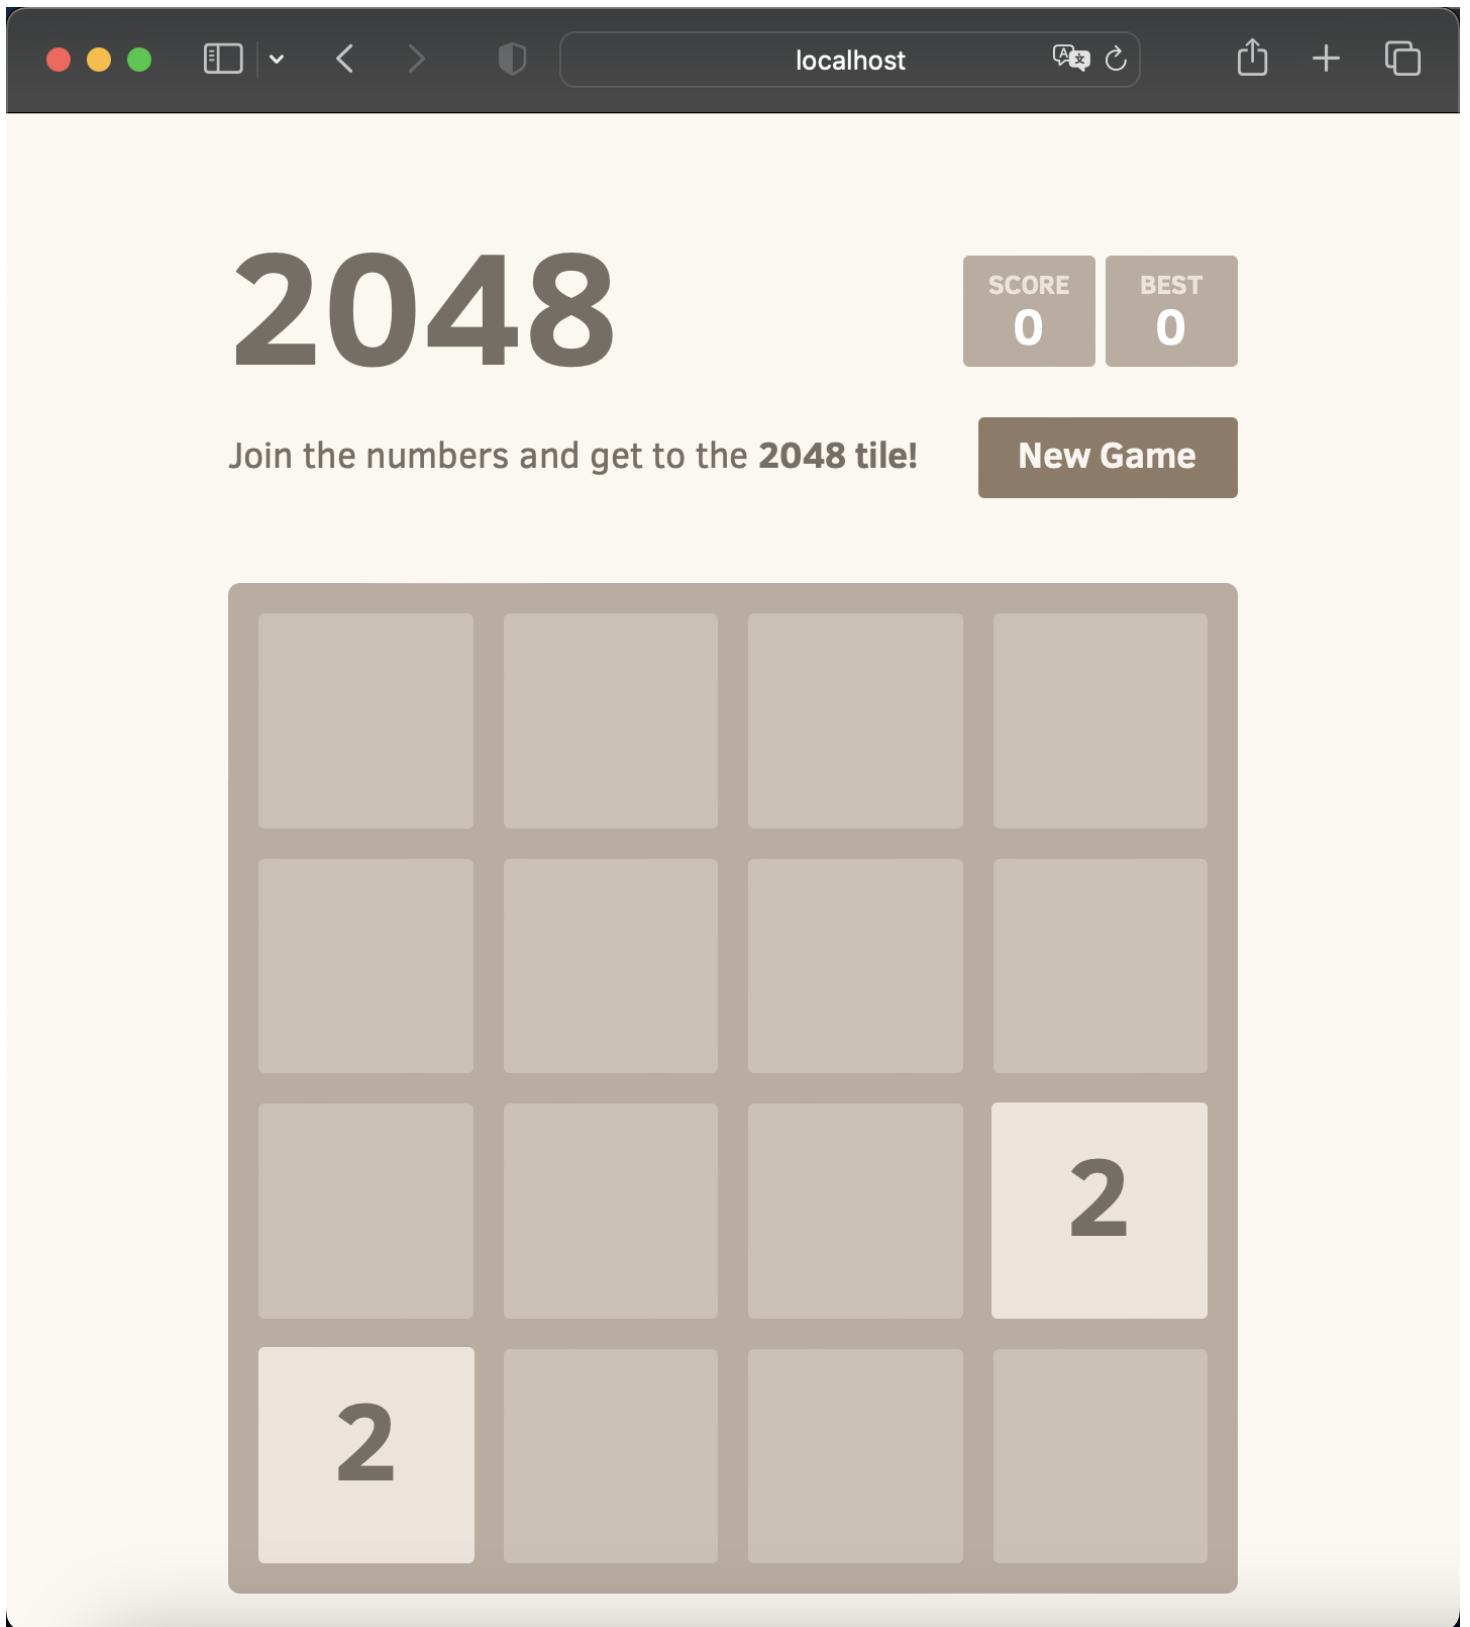 localhost
2048
SCORE
0
BEST
0
Join the numbers and get to the 2048 tile!
New Game
2
2